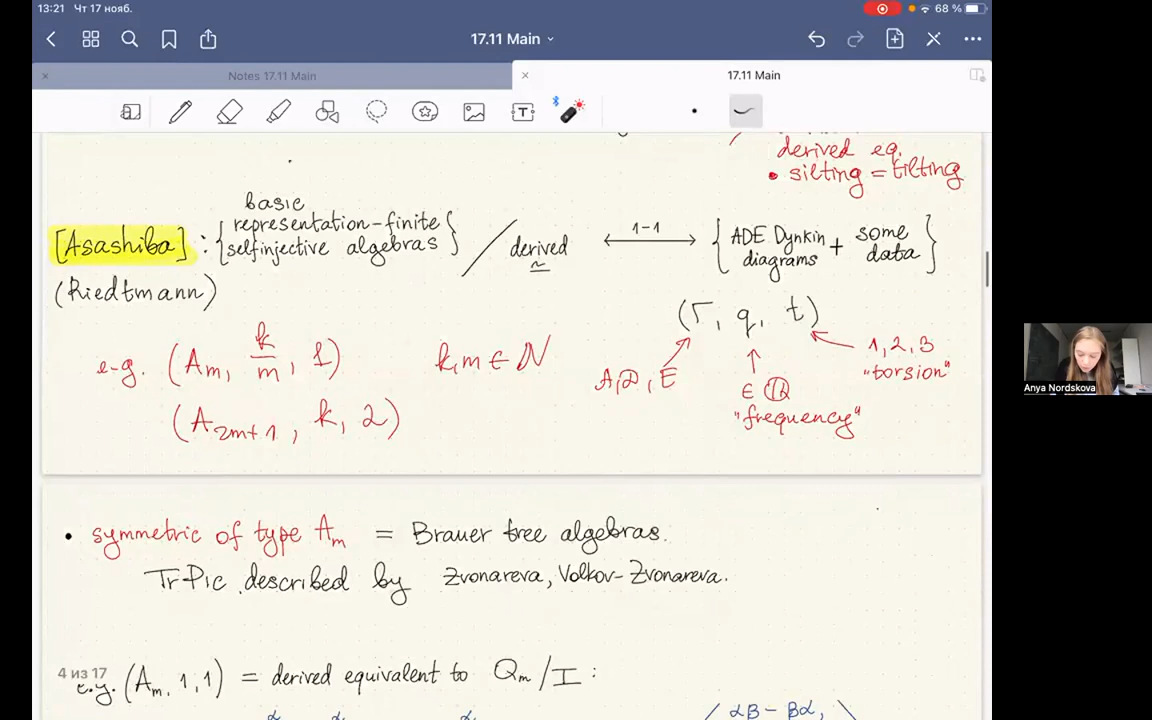 13:21 Чт 17 нояб.
68 %
17.11 Main
Notes 17.11 Main
17.11 Main
derived eq.
• silting = tilting
basic
[Asashiba] : { representation-finite selfinjective algebras } / derived ~ ⟷ 1-1 { ADE Dynkin diagrams + some data }
(Riedtmann)
(Γ, q, t)
e.g. (A_m, k/m, 1) k, m ∈ N
A, D, E
1, 2, 3
"torsion"
∈ Q
"frequency"
(A_{2m+1}, k, 2)
• symmetric of type A_m = Brauer tree algebras.
TrPic described by Zvonareva, Volkov-Zvonareva.
4 из 17
e.g. (A_m, 1, 1) = derived equivalent to Q_m/I :
αβ - βα,
Anya Nordskova